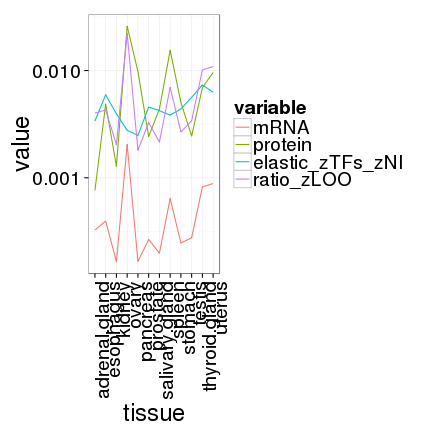 value
0.010
0.001
adrenal.gland
esophagus
kidney
ovary
pancreas
prostate
salivary.gland
spleen
stomach
testis
thyroid.gland
uterus
tissue
variable
mRNA
protein
elastic_zTFs_zNI
ratio_zLOO